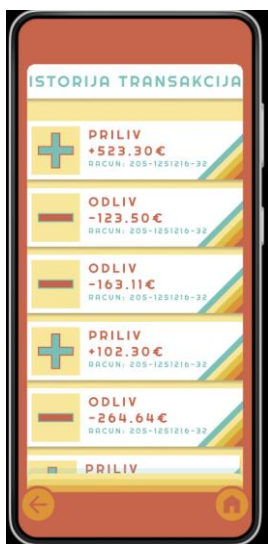 ISTORIJA TRANSAKCIJA
PRILIV
+523.30€
RACUN: 205-1251216-32
ODLIV
-123.50€
RACUN: 205-1251216-32
ODLIV
-163.11€
RACUN: 205-1251216-32
PRILIV
+102.30€
RACUN: 205-1251216-32
ODLIV
-264.64€
RACUN: 205-1251216-32
PRILIV